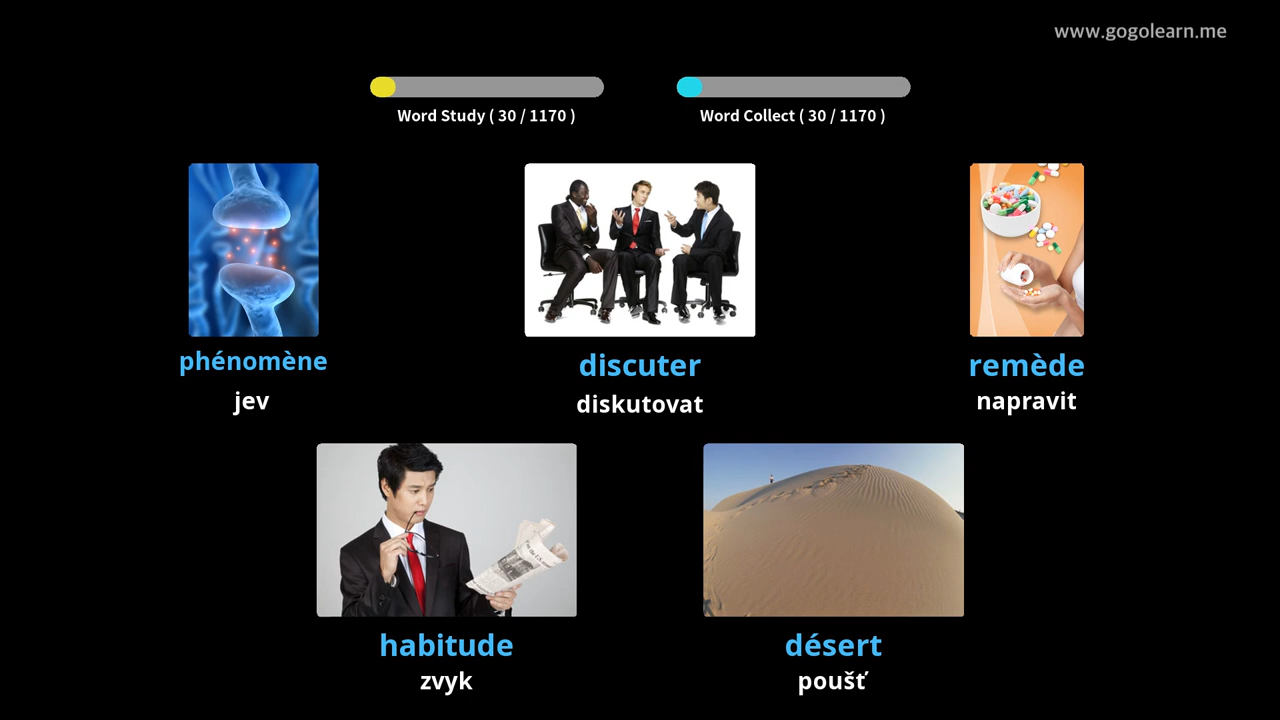 www.gogolearn.me
Word Study ( 30 / 1170 )
Word Collect ( 30 / 1170 )
phénomène
jev
discuter
diskutovat
remède
napravit
habitude
zvyk
désert
poušť